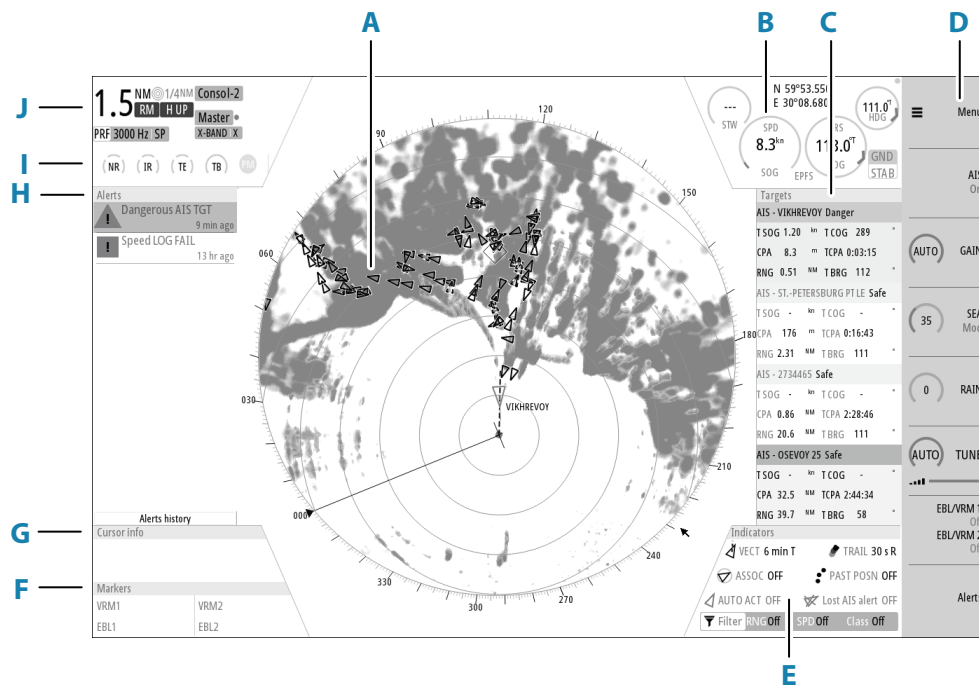 A
B
C
D
J
1.5 NM 1/4NM Consol-2
RM H UP
Master
PRF 3000 Hz SP X-BAND X
I
NR IR TE TB PM
H
Alerts
Dangerous AIS TGT
9 min ago
Speed LOG FAIL
13 hr ago
Alerts history
G
Cursor info
F
Markers
VRM1 VRM2
EBL1 EBL2
000
030
060
90
120
150
180
210
240
270
300
330
VIKHREVOY
---
STW
N 59°53.55
E 30°08.680
SPD
8.3 kn
SOG
EPFS
111.0 °T
HDG
GND
STAB
Targets
AIS - VIKHREVOY Danger
T SOG 1.20 kn T COG 289 °
CPA 8.3 m TCPA 0:03:15
RNG 0.51 NM T BRG 112 °
AIS - ST.-PETERSBURG PT LE Safe
T SOG - kn T COG - °
CPA 176 m TCPA 0:16:43
RNG 2.31 NM T BRG 111 °
AIS - 2734465 Safe
T SOG - kn T COG - °
CPA 0.86 NM TCPA 2:28:46
RNG 20.6 NM T BRG 111 °
AIS - OSEVOY 25 Safe
T SOG - kn T COG - °
CPA 32.5 NM TCPA 2:44:34
RNG 39.7 NM T BRG 58 °
Indicators
VECT 6 min T TRAIL 30 s R
ASSOC OFF PAST POSN OFF
AUTO ACT OFF Lost AIS alert OFF
Filter RNG Off SPD Off Class Off
E
Menu
AIS
AUTO GAIN
35 SEA
0 RAIN
AUTO TUNE
EBL/VRM 1
EBL/VRM 2
Alert